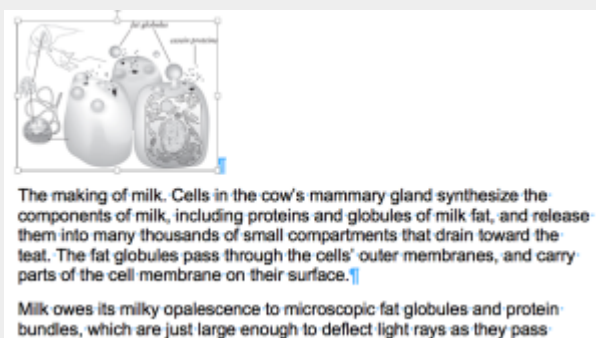 fat globules
casein proteins
The making of milk. Cells in the cow's mammary gland synthesize the
components of milk, including proteins and globules of milk fat, and release
them into many thousands of small compartments that drain toward the
teat. The fat globules pass through the cells' outer membranes, and carry
parts of the cell membrane on their surface.¶
Milk owes its milky opalescence to microscopic fat globules and protein
bundles, which are just large enough to deflect light rays as they pass